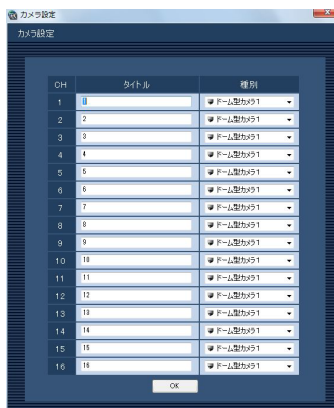 カメラ設定
カメラ設定
CH タイトル 種別
1 1 ドーム型カメラ1
2 2 ドーム型カメラ1
3 3 ドーム型カメラ1
4 4 ドーム型カメラ1
5 5 ドーム型カメラ1
6 6 ドーム型カメラ1
7 7 ドーム型カメラ1
8 8 ドーム型カメラ1
9 9 ドーム型カメラ1
10 10 ドーム型カメラ1
11 11 ドーム型カメラ1
12 12 ドーム型カメラ1
13 13 ドーム型カメラ1
14 14 ドーム型カメラ1
15 15 ドーム型カメラ1
16 16 ドーム型カメラ1
OK